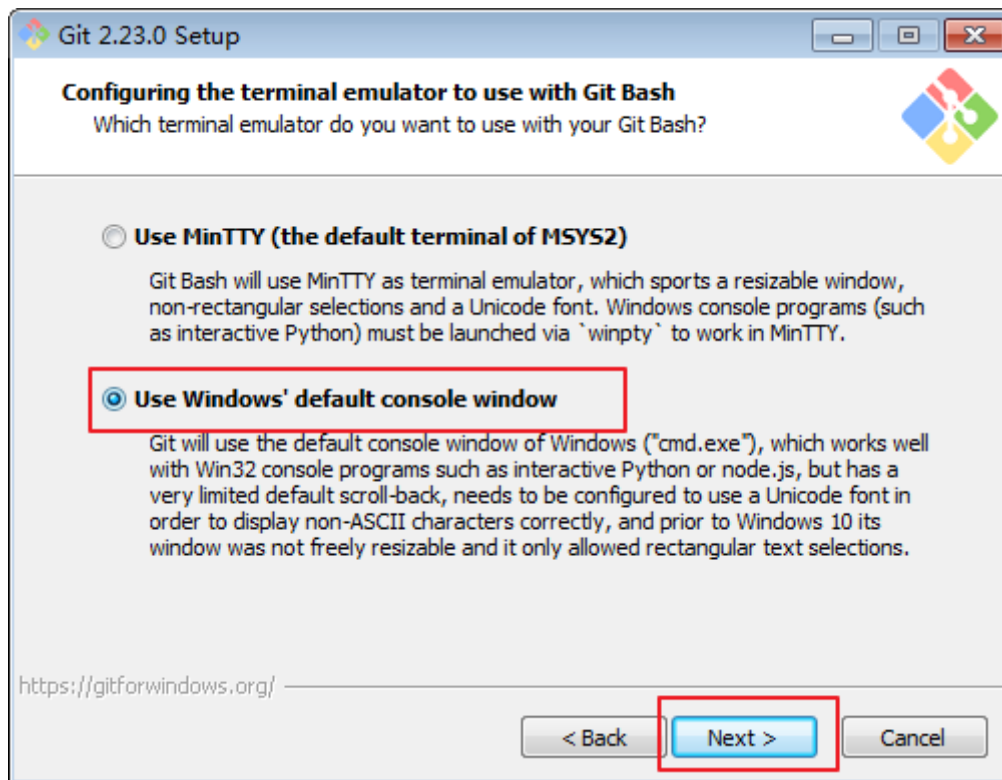 Git 2.23.0 Setup
Configuring the terminal emulator to use with Git Bash
Which terminal emulator do you want to use with your Git Bash?
Use MinTTY (the default terminal of MSYS2)
Git Bash will use MinTTY as terminal emulator, which sports a resizable window,
non-rectangular selections and a Unicode font. Windows console programs (such
as interactive Python) must be launched via `winpty` to work in MinTTY.
Use Windows' default console window
Git will use the default console window of Windows ("cmd.exe"), which works well
with Win32 console programs such as interactive Python or node.js, but has a
very limited default scroll-back, needs to be configured to use a Unicode font in
order to display non-ASCII characters correctly, and prior to Windows 10 its
window was not freely resizable and it only allowed rectangular text selections.
https://gitforwindows.org/
< Back Next > Cancel